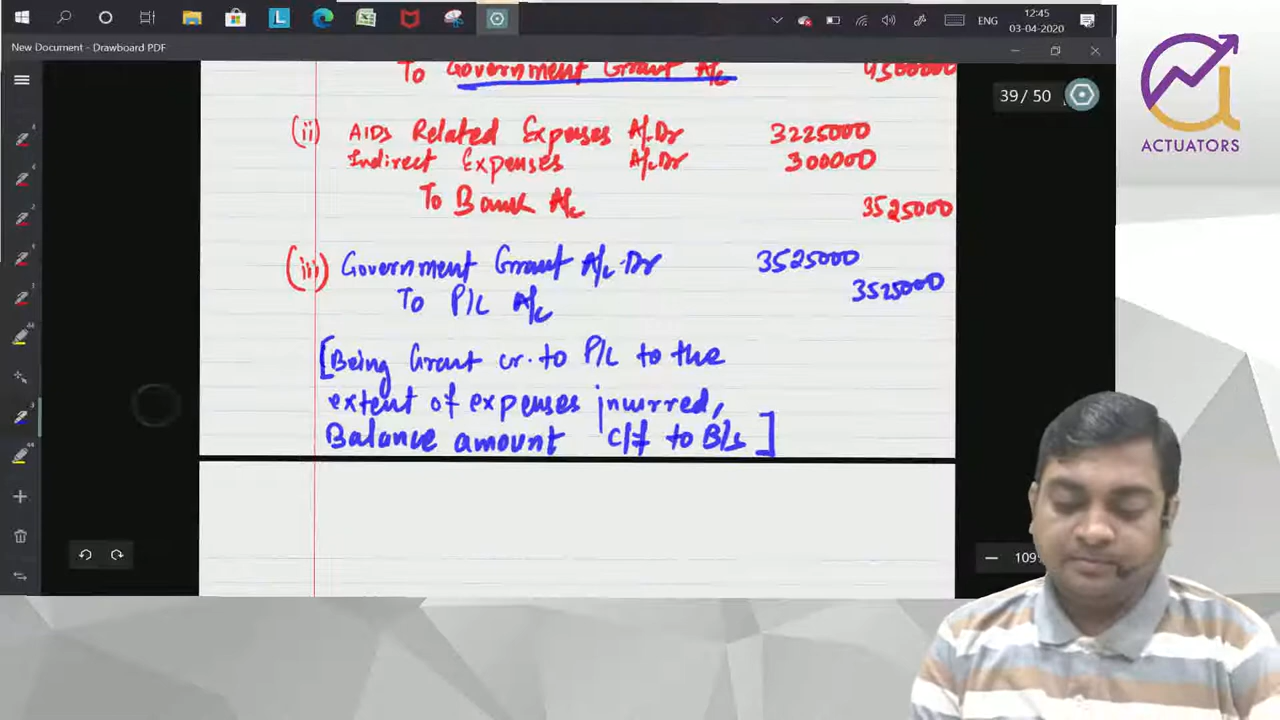 12:45
ENG
03-04-2020
New Document - Drawboard PDF
To Government Grant A/c 4500000
39 / 50
ACTUATORS
(ii) AIDs Related Expenses A/c Dr 3225000
Indirect Expenses A/c Dr 300000
To Bank A/c 3525000
(iii) Government Grant A/c Dr 3525000
To P/L A/c 3525000
[Being Grant cr. to P/L to the
extent of expenses incurred,
Balance amount c/f to B/s]
109